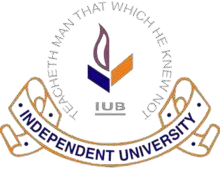 TEACHETH MAN THAT WHICH HE KNEW NOT
IUB
· INDEPENDENT UNIVERSITY ·